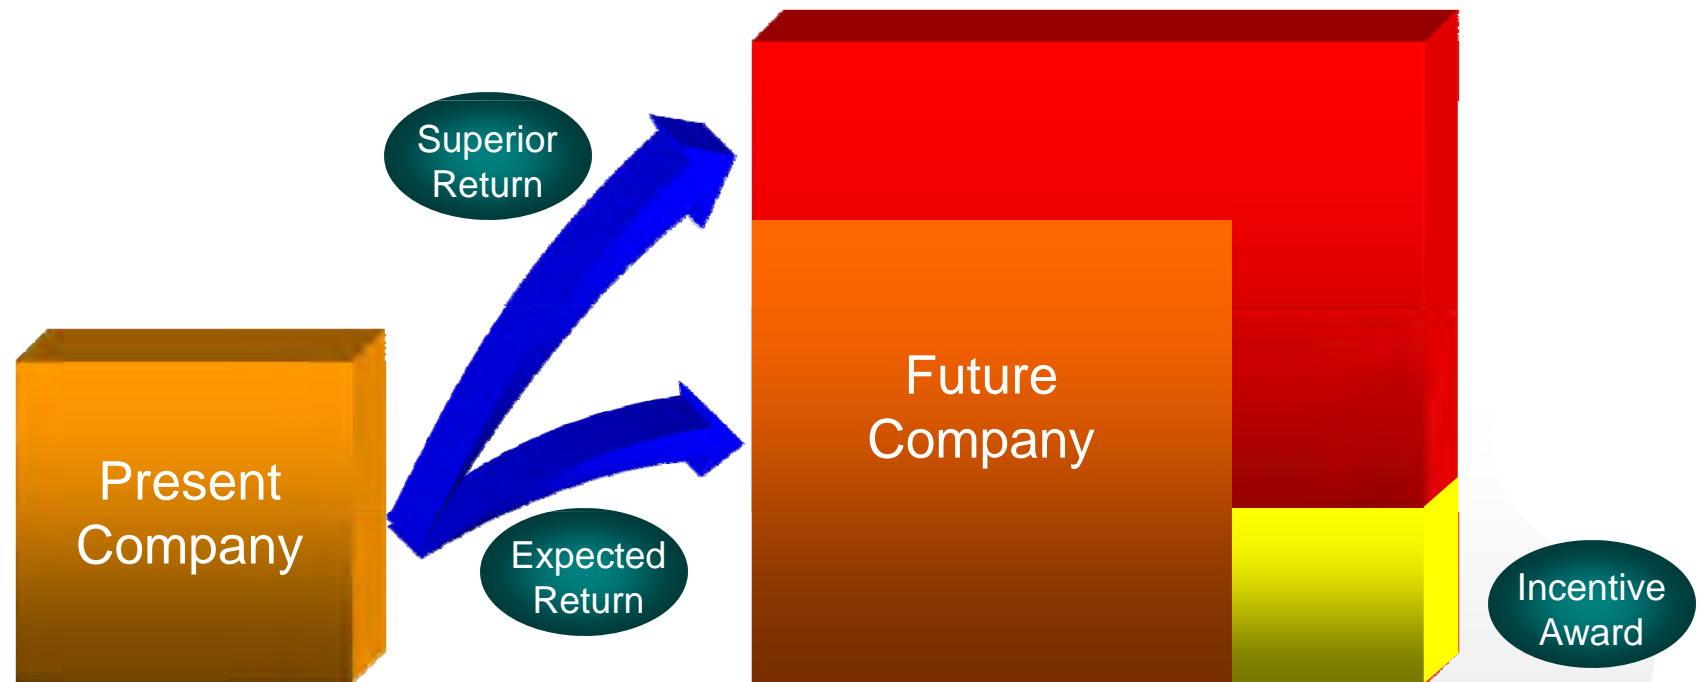 Superior
Return
Future
Company
Present
Company
Expected
Return
Incentive
Award